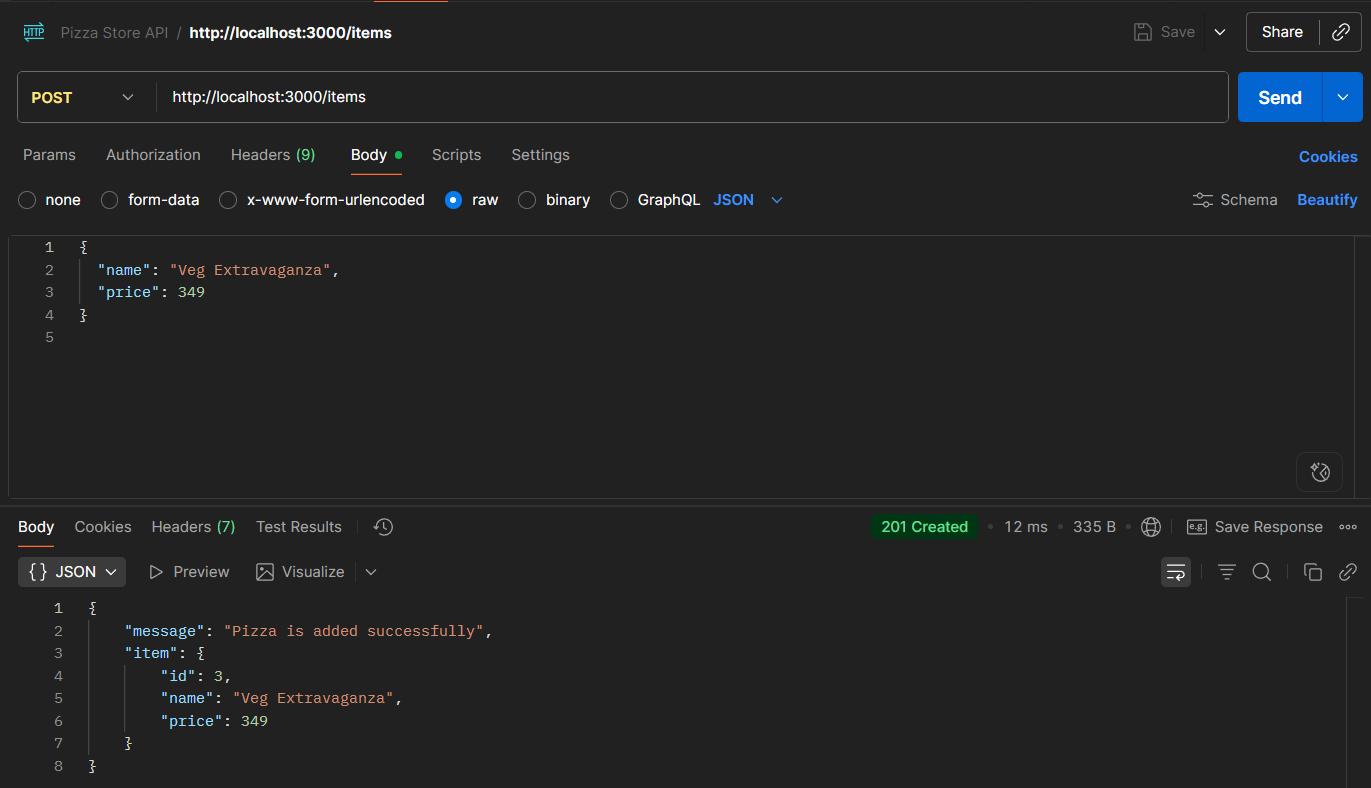 HTTP Pizza Store API / http://localhost:3000/items Save Share
POST http://localhost:3000/items Send
Params Authorization Headers (9) Body Scripts Settings Cookies
none form-data x-www-form-urlencoded raw binary GraphQL JSON Schema Beautify
1 {
2 "name": "Veg Extravaganza",
3 "price": 349
4 }
5
Body Cookies Headers (7) Test Results 201 Created • 12 ms • 335 B • e.g. Save Response
{} JSON Preview Visualize
1 {
2 "message": "Pizza is added successfully",
3 "item": {
4 "id": 3,
5 "name": "Veg Extravaganza",
6 "price": 349
7 }
8 }